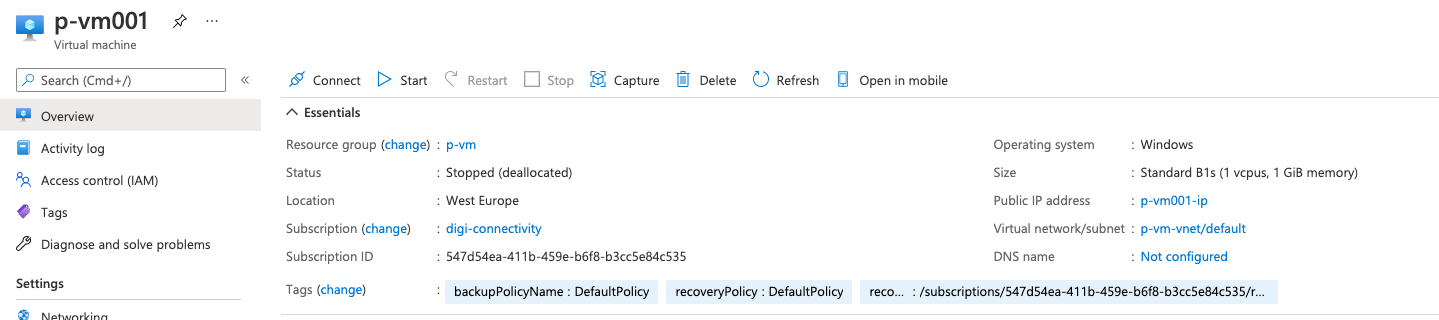 p-vm001
Virtual machine
Search (Cmd+/)
Overview
Activity log
Access control (IAM)
Tags
Diagnose and solve problems
Settings
Networking
Connect Start Restart Stop Capture Delete Refresh Open in mobile
Essentials
Resource group (change) : p-vm
Status : Stopped (deallocated)
Location : West Europe
Subscription (change) : digi-connectivity
Subscription ID : 547d54ea-411b-459e-b6f8-b3cc5e84c535
Operating system : Windows
Size : Standard B1s (1 vcpus, 1 GiB memory)
Public IP address : p-vm001-ip
Virtual network/subnet : p-vm-vnet/default
DNS name : Not configured
Tags (change) : backupPolicyName : DefaultPolicy recoveryPolicy : DefaultPolicy reco... : /subscriptions/547d54ea-411b-459e-b6f8-b3cc5e84c535/r...